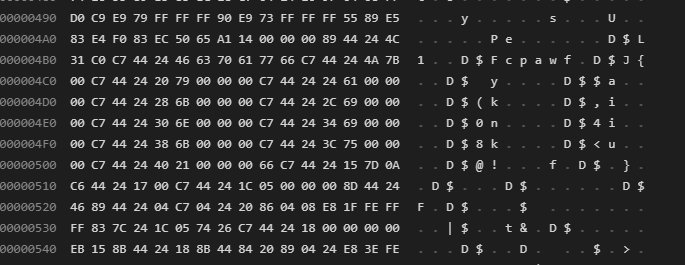 00000490 D0 C9 E9 79 FF FF FF 90 E9 73 FF FF FF 55 89 E5 . . . y . . . . . s . . . U . .
000004A0 83 E4 F0 83 EC 50 65 A1 14 00 00 00 89 44 24 4C . . . . . P e . . . . . . D $ L
000004B0 31 C0 C7 44 24 46 63 70 61 77 66 C7 44 24 4A 7B 1 . . D $ F c p a w f . D $ J {
000004C0 00 C7 44 24 20 79 00 00 00 C7 44 24 24 61 00 00 . . D $   y . . . . D $ $ a . .
000004D0 00 C7 44 24 28 6B 00 00 00 C7 44 24 2C 69 00 00 . . D $ ( k . . . . D $ , i . .
000004E0 00 C7 44 24 30 6E 00 00 00 C7 44 24 34 69 00 00 . . D $ 0 n . . . . D $ 4 i . .
000004F0 00 C7 44 24 38 6B 00 00 00 C7 44 24 3C 75 00 00 . . D $ 8 k . . . . D $ < u . .
00000500 00 C7 44 24 40 21 00 00 00 66 C7 44 24 15 7D 0A . . D $ @ ! . . . f . D $ . } .
00000510 C6 44 24 17 00 C7 44 24 1C 05 00 00 00 8D 44 24 . D $ . . . D $ . . . . . . D $
00000520 46 89 44 24 04 C7 04 24 20 86 04 08 E8 1F FE FF F . D $ . . . $   . . . . . . .
00000530 FF 83 7C 24 1C 05 74 26 C7 44 24 18 00 00 00 00 . . | $ . . t & . D $ . . . . .
00000540 EB 15 8B 44 24 18 8B 44 84 20 89 04 24 E8 3E FE . . . D $ . . D .   . . $ . > .